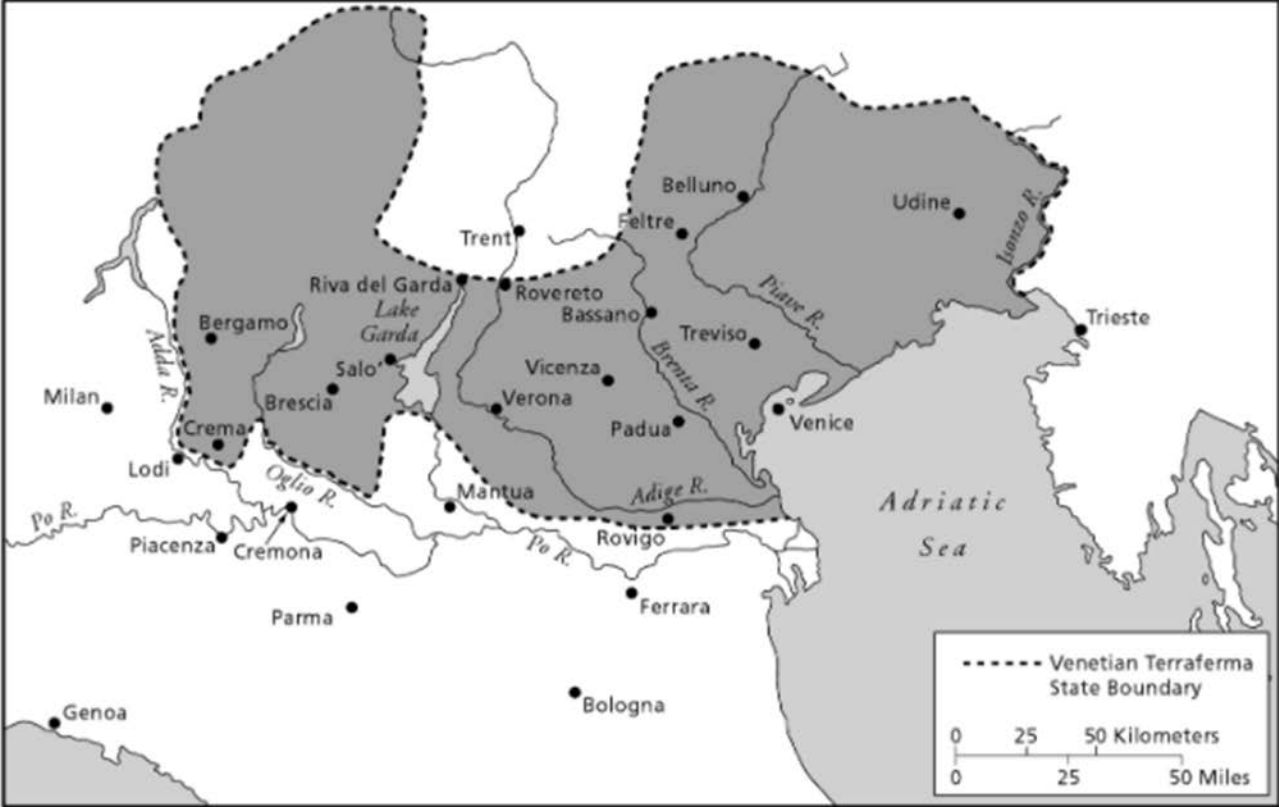 Belluno
Udine
Feltre
Trent
Isonzo R.
Riva del Garda
Rovereto
Lake
Garda
Bassano
Piave R.
Trieste
Bergamo
Treviso
Adda R.
Salo'
Vicenza
Brenta R.
Milan
Brescia
Verona
Venice
Crema
Padua
Lodi
Oglio R.
Mantua
Adige R.
Adriatic
Sea
Po R.
Piacenza
Cremona
Rovigo
Po R.
Ferrara
Parma
Bologna
Genoa
Venetian Terraferma
State Boundary
0 25 50 Kilometers
0 25 50 Miles